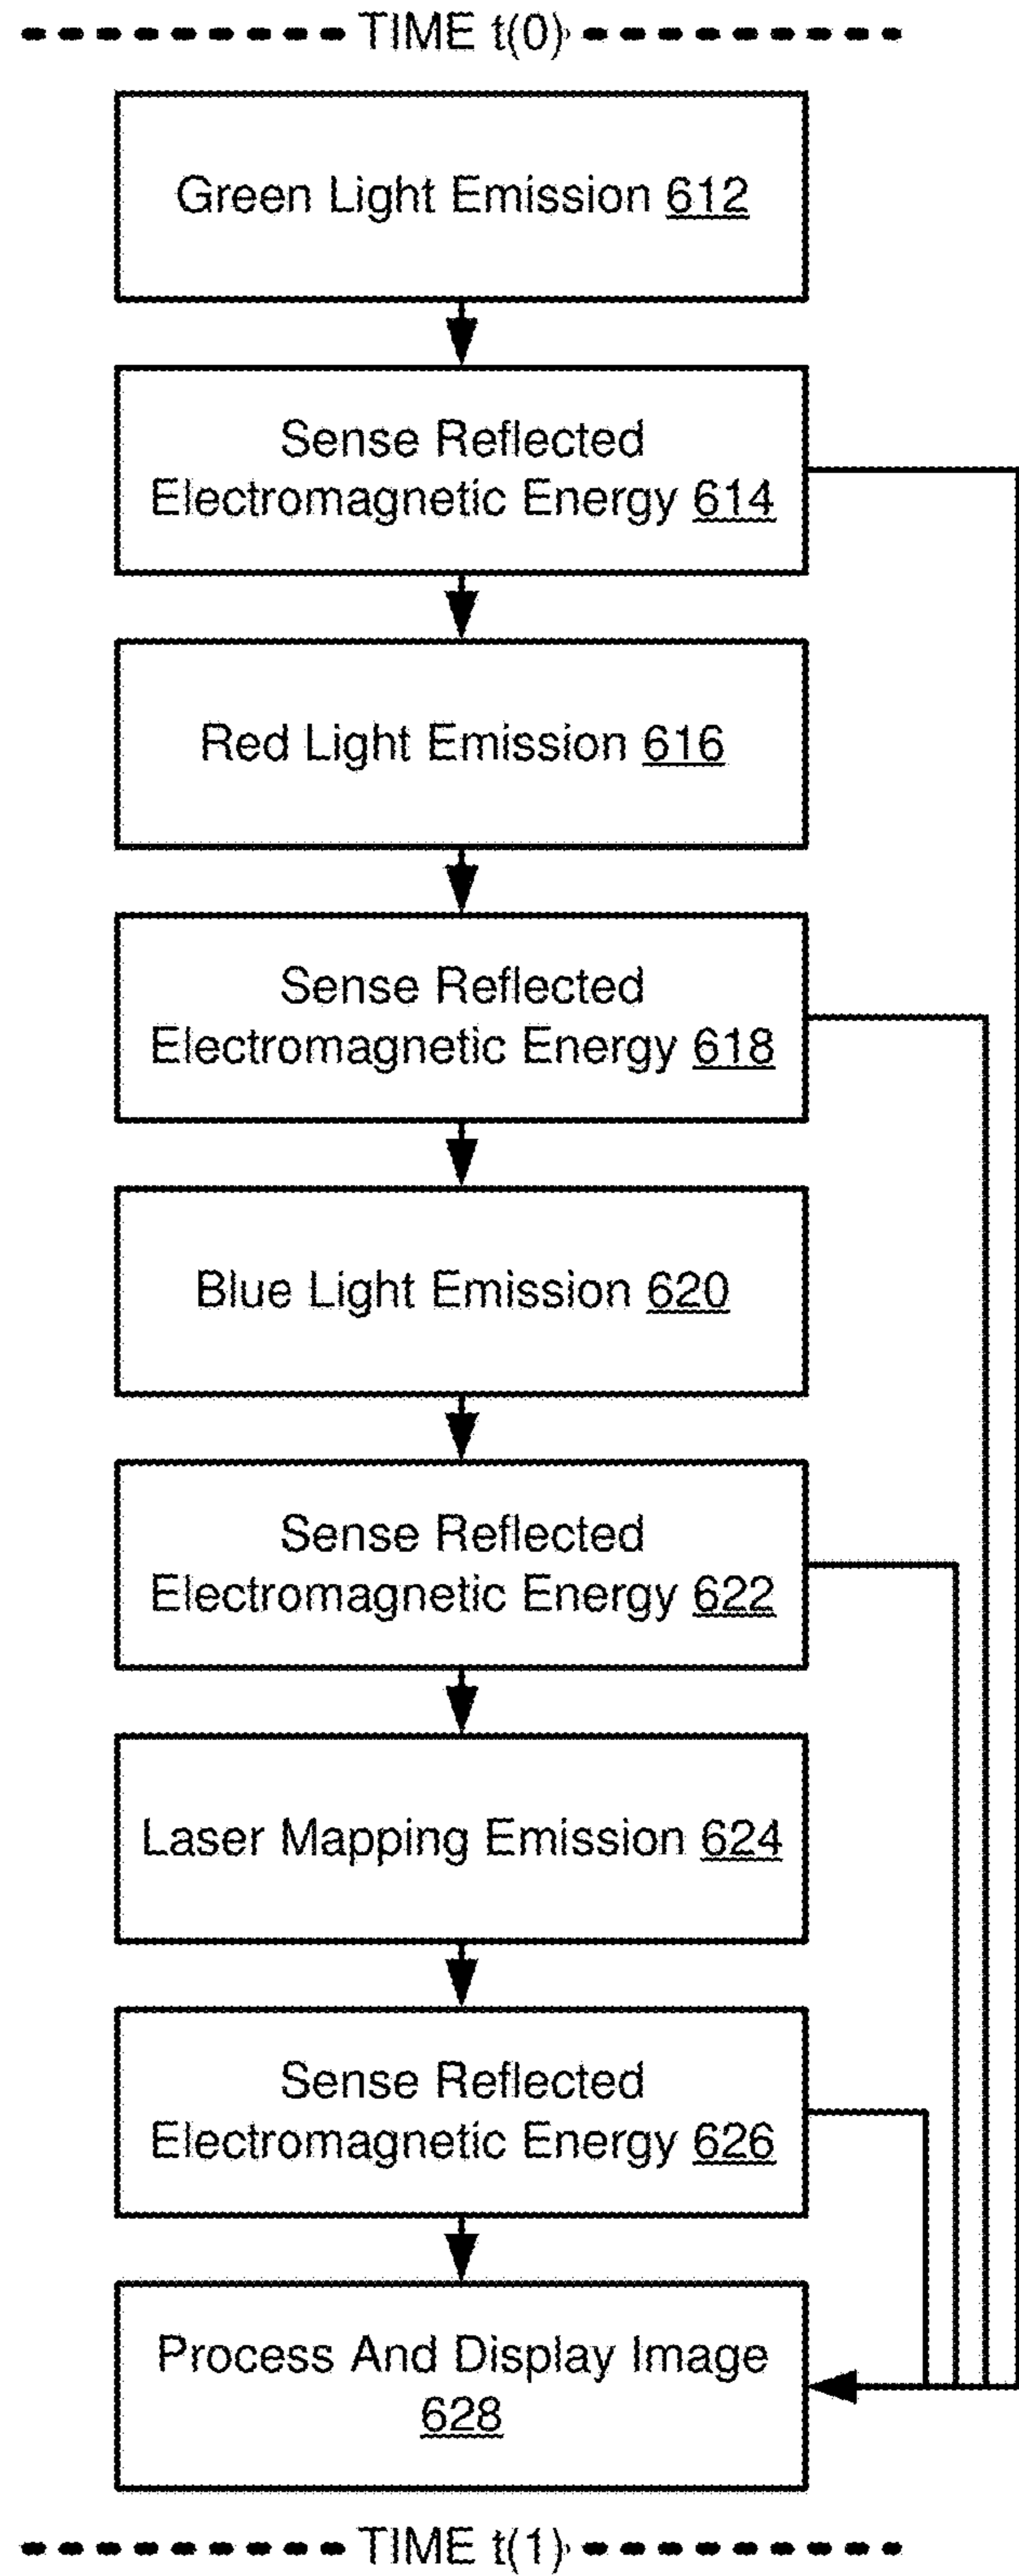 TIME t(0)
Green Light Emission 612
Sense Reflected
Electromagnetic Energy 614
Red Light Emission 616
Sense Reflected
Electromagnetic Energy 618
Blue Light Emission 620
Sense Reflected
Electromagnetic Energy 622
Laser Mapping Emission 624
Sense Reflected
Electromagnetic Energy 626
Process And Display Image
628
TIME t(1)